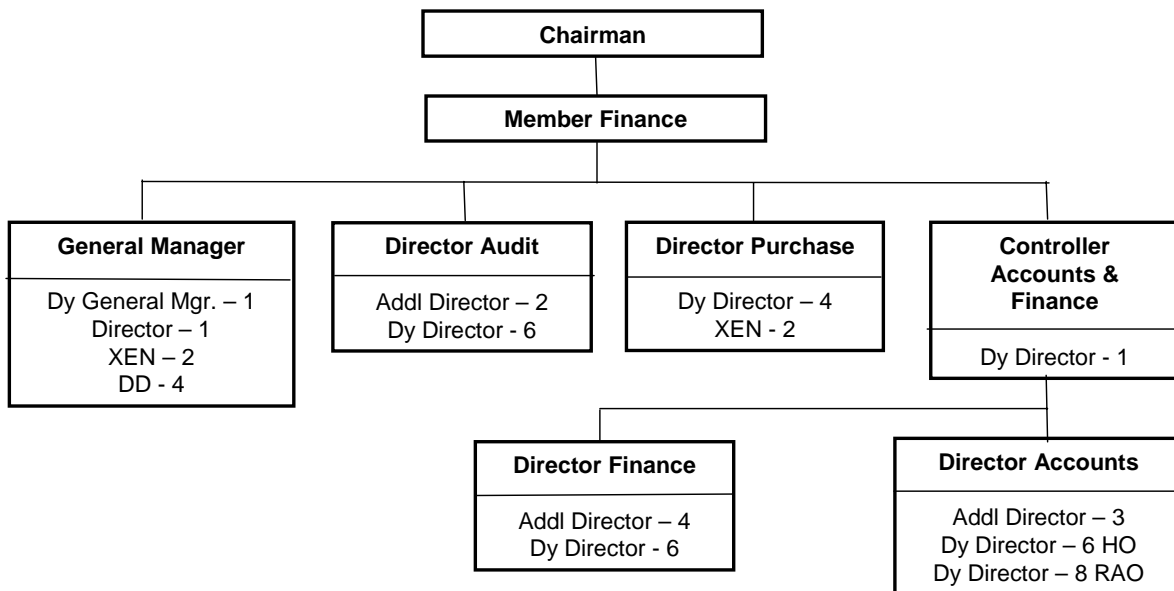 Chairman
Member Finance
General Manager
Dy General Mgr. – 1
Director – 1
XEN – 2
DD - 4
Director Audit
Addl Director – 2
Dy Director - 6
Director Purchase
Dy Director – 4
XEN - 2
Controller
Accounts &
Finance
Dy Director - 1
Director Finance
Addl Director – 4
Dy Director - 6
Director Accounts
Addl Director – 3
Dy Director – 6 HO
Dy Director – 8 RAO